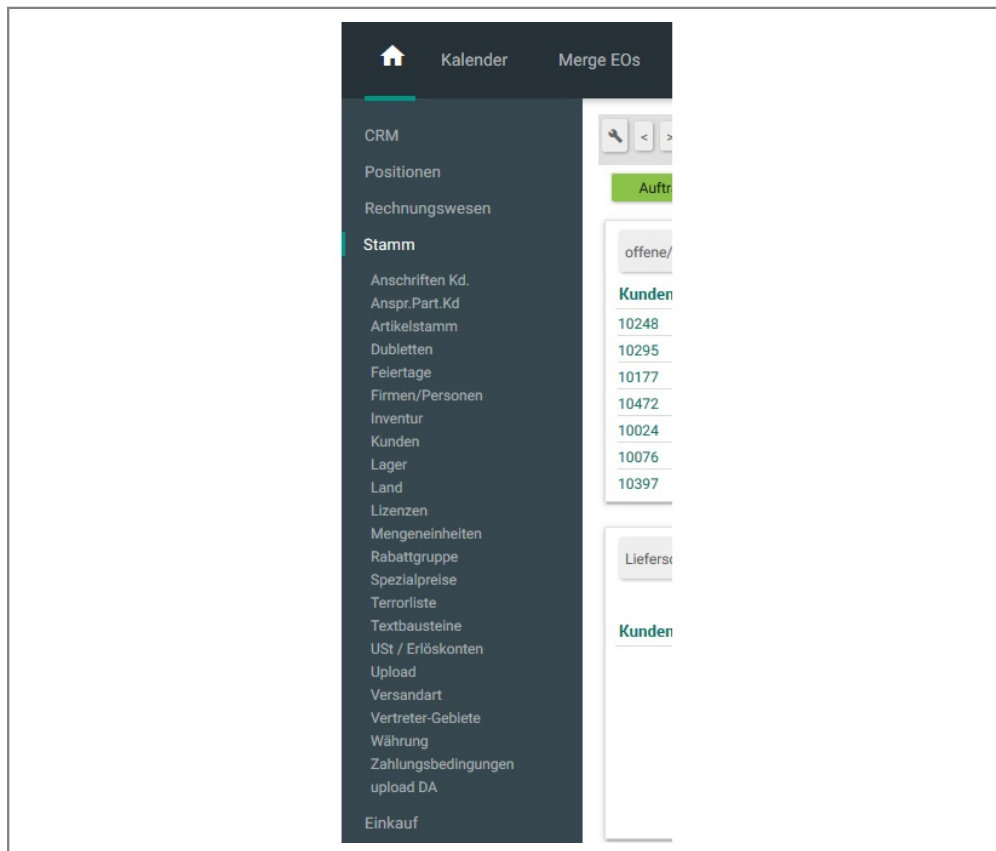 Kalender Merge EOs
CRM
Positionen
Rechnungswesen
Stamm
Anschriften Kd.
Anspr.Part.Kd
Artikelstamm
Dubletten
Feiertage
Firmen/Personen
Inventur
Kunden
Lager
Land
Lizenzen
Mengeneinheiten
Rabattgruppe
Spezialpreise
Terrorliste
Textbausteine
USt / Erlöskonten
Upload
Versandart
Vertreter-Gebiete
Währung
Zahlungsbedingungen
upload DA
Einkauf
< >
Auftr
offene/
Kunden
10248
10295
10177
10472
10024
10076
10397
Liefers
Kunden